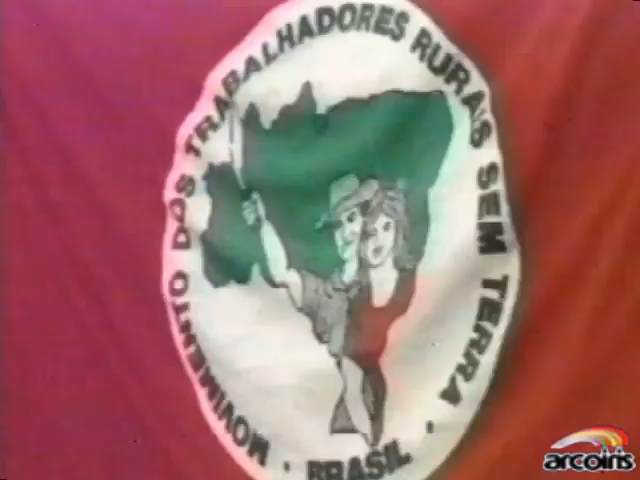 MOVIMENTO DOS TRABALHADORES RURAIS SEM TERRA
· BRASIL ·
arcoiris